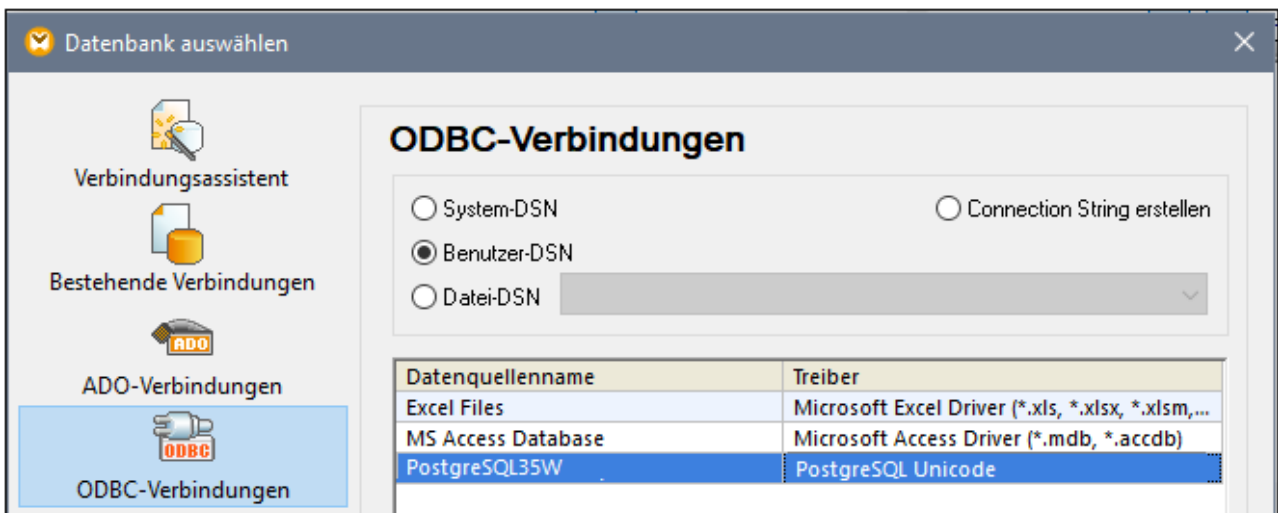 Datenbank auswählen
Verbindungsassistent
Bestehende Verbindungen
ADO
ADO-Verbindungen
ODBC
ODBC-Verbindungen
ODBC-Verbindungen
System-DSN
Connection String erstellen
Benutzer-DSN
Datei-DSN
Datenquellenname Treiber
Excel Files Microsoft Excel Driver (*.xls, *.xlsx, *.xlsm,...
MS Access Database Microsoft Access Driver (*.mdb, *.accdb)
PostgreSQL35W PostgreSQL Unicode